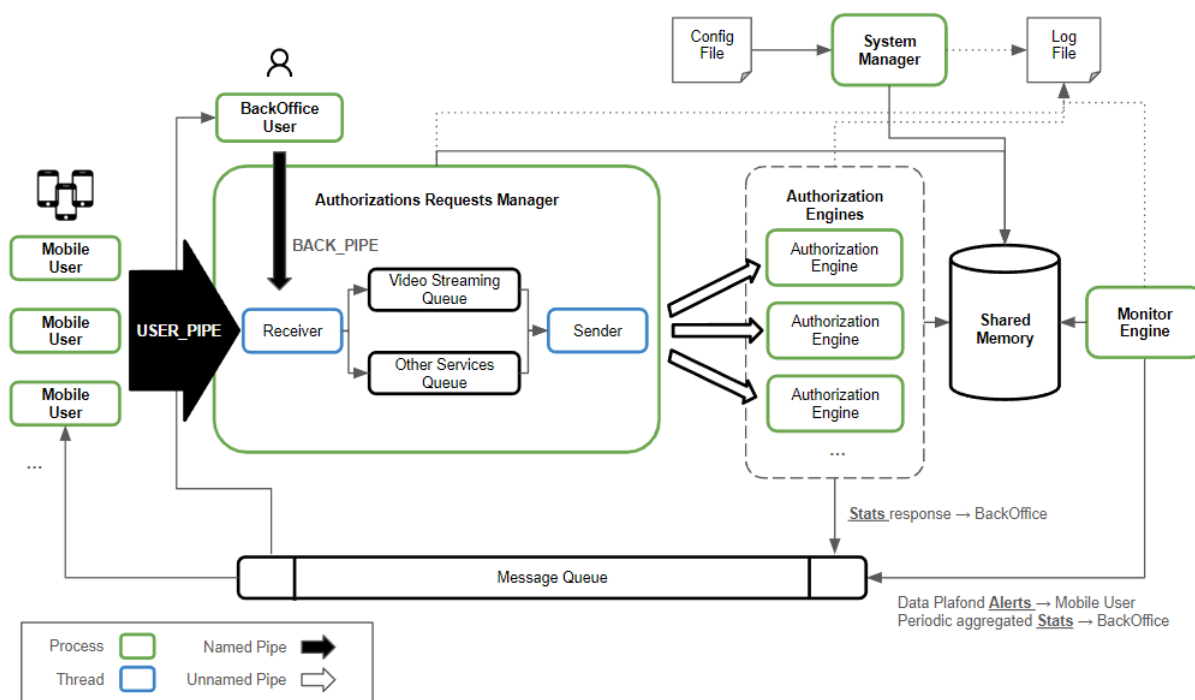 Config
File
System
Manager
Log
File
BackOffice
User
Authorizations Requests Manager
BACK_PIPE
Mobile
User
Mobile
User
Mobile
User
...
USER_PIPE
Receiver
Video Streaming
Queue
Other Services
Queue
Sender
Authorization
Engines
Authorization
Engine
Authorization
Engine
Authorization
Engine
...
Shared
Memory
Monitor
Engine
Stats response → BackOffice
Message Queue
Data Plafond Alerts → Mobile User
Periodic aggregated Stats → BackOffice
Process
Named Pipe
Thread
Unnamed Pipe